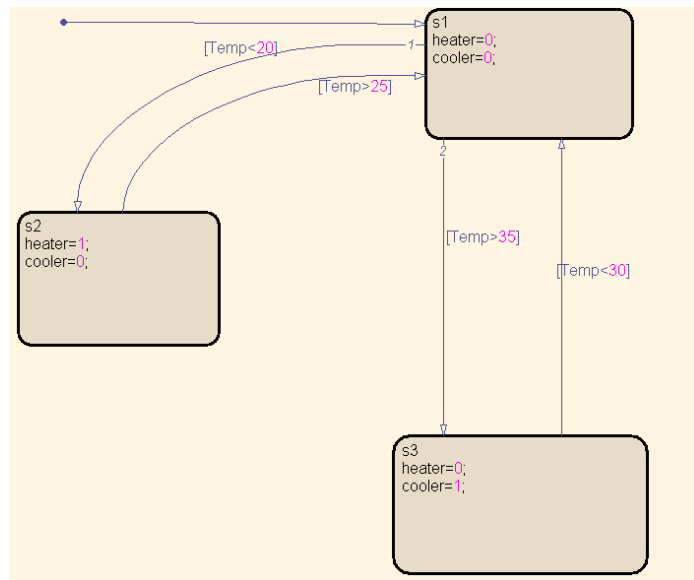 s1
heater=0;
cooler=0;
[Temp<20]
1
[Temp>25]
2
s2
heater=1;
cooler=0;
[Temp>35]
[Temp<30]
s3
heater=0;
cooler=1;